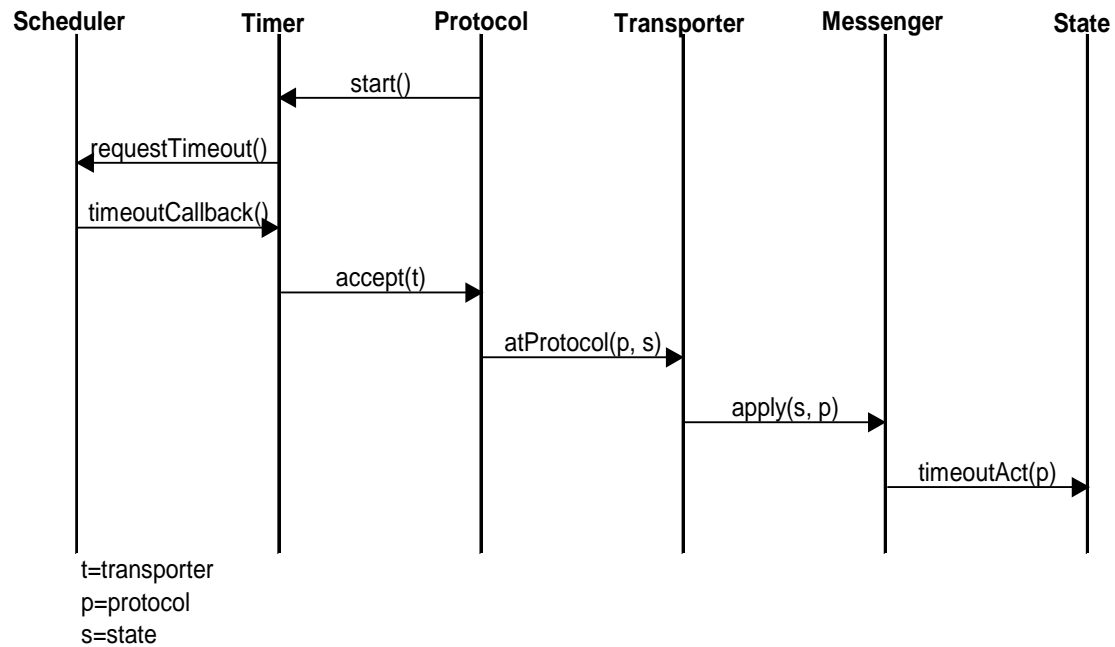 Scheduler Timer Protocol Transporter Messenger State
start()
requestTimeout()
timeoutCallback()
accept(t)
atProtocol(p, s)
apply(s, p)
timeoutAct(p)
t=transporter
p=protocol
s=state